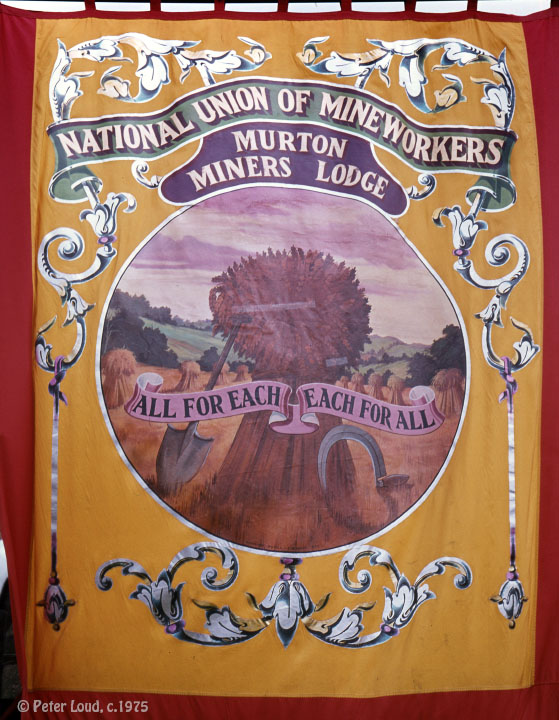 NATIONAL UNION OF MINEWORKERS
MURTON
MINERS LODGE
ALL FOR EACH EACH FOR ALL
© Peter Loud, c.1975